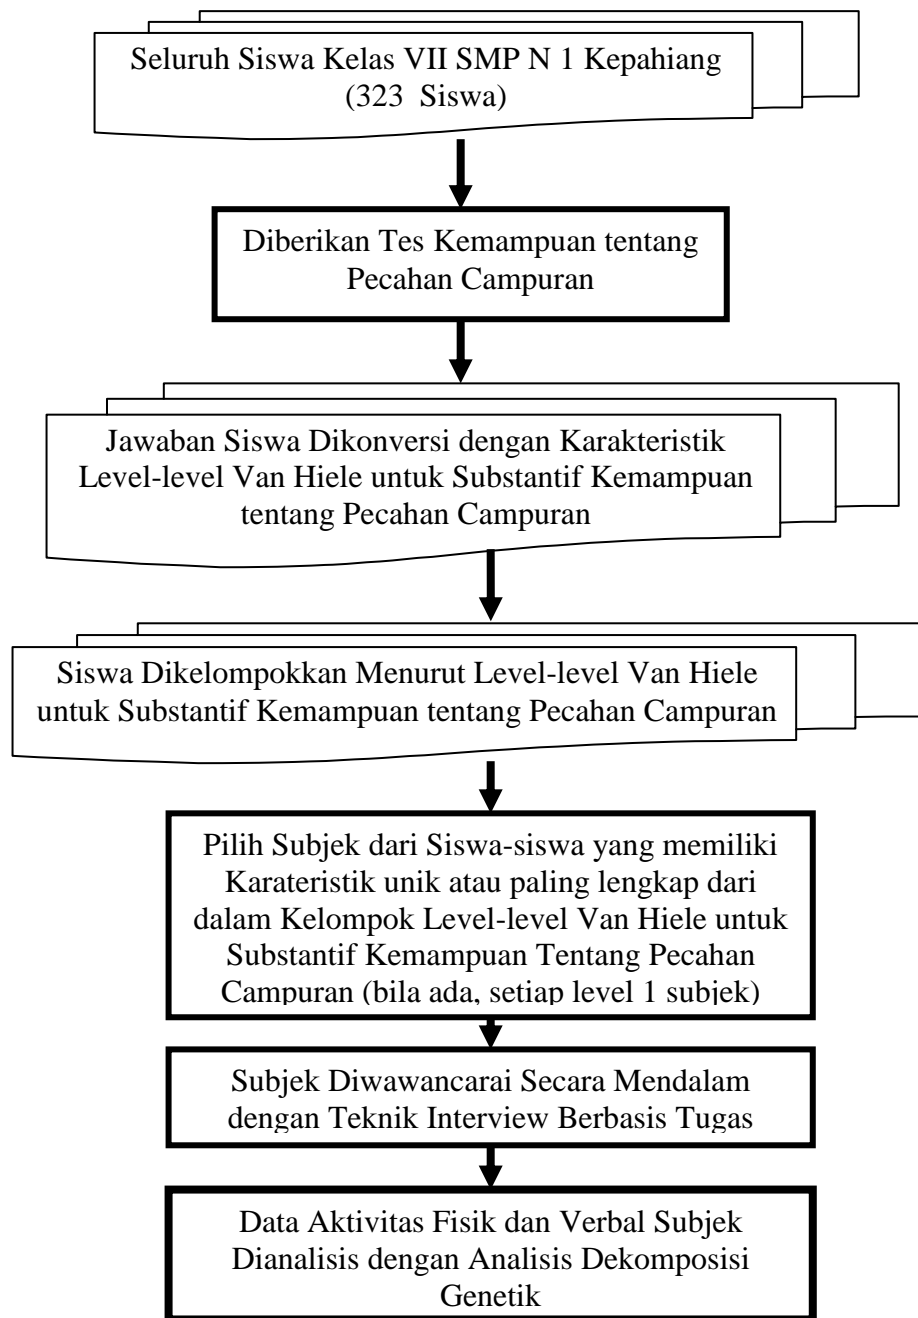 Seluruh Siswa Kelas VII SMP N 1 Kepahiang
(323 Siswa)
Diberikan Tes Kemampuan tentang
Pecahan Campuran
Jawaban Siswa Dikonversi dengan Karakteristik
Level-level Van Hiele untuk Substantif Kemampuan
tentang Pecahan Campuran
Siswa Dikelompokkan Menurut Level-level Van Hiele
untuk Substantif Kemampuan tentang Pecahan Campuran
Pilih Subjek dari Siswa-siswa yang memiliki
Karateristik unik atau paling lengkap dari
dalam Kelompok Level-level Van Hiele untuk
Substantif Kemampuan Tentang Pecahan
Campuran (bila ada, setiap level 1 subjek)
Subjek Diwawancarai Secara Mendalam
dengan Teknik Interview Berbasis Tugas
Data Aktivitas Fisik dan Verbal Subjek
Dianalisis dengan Analisis Dekomposisi
Genetik